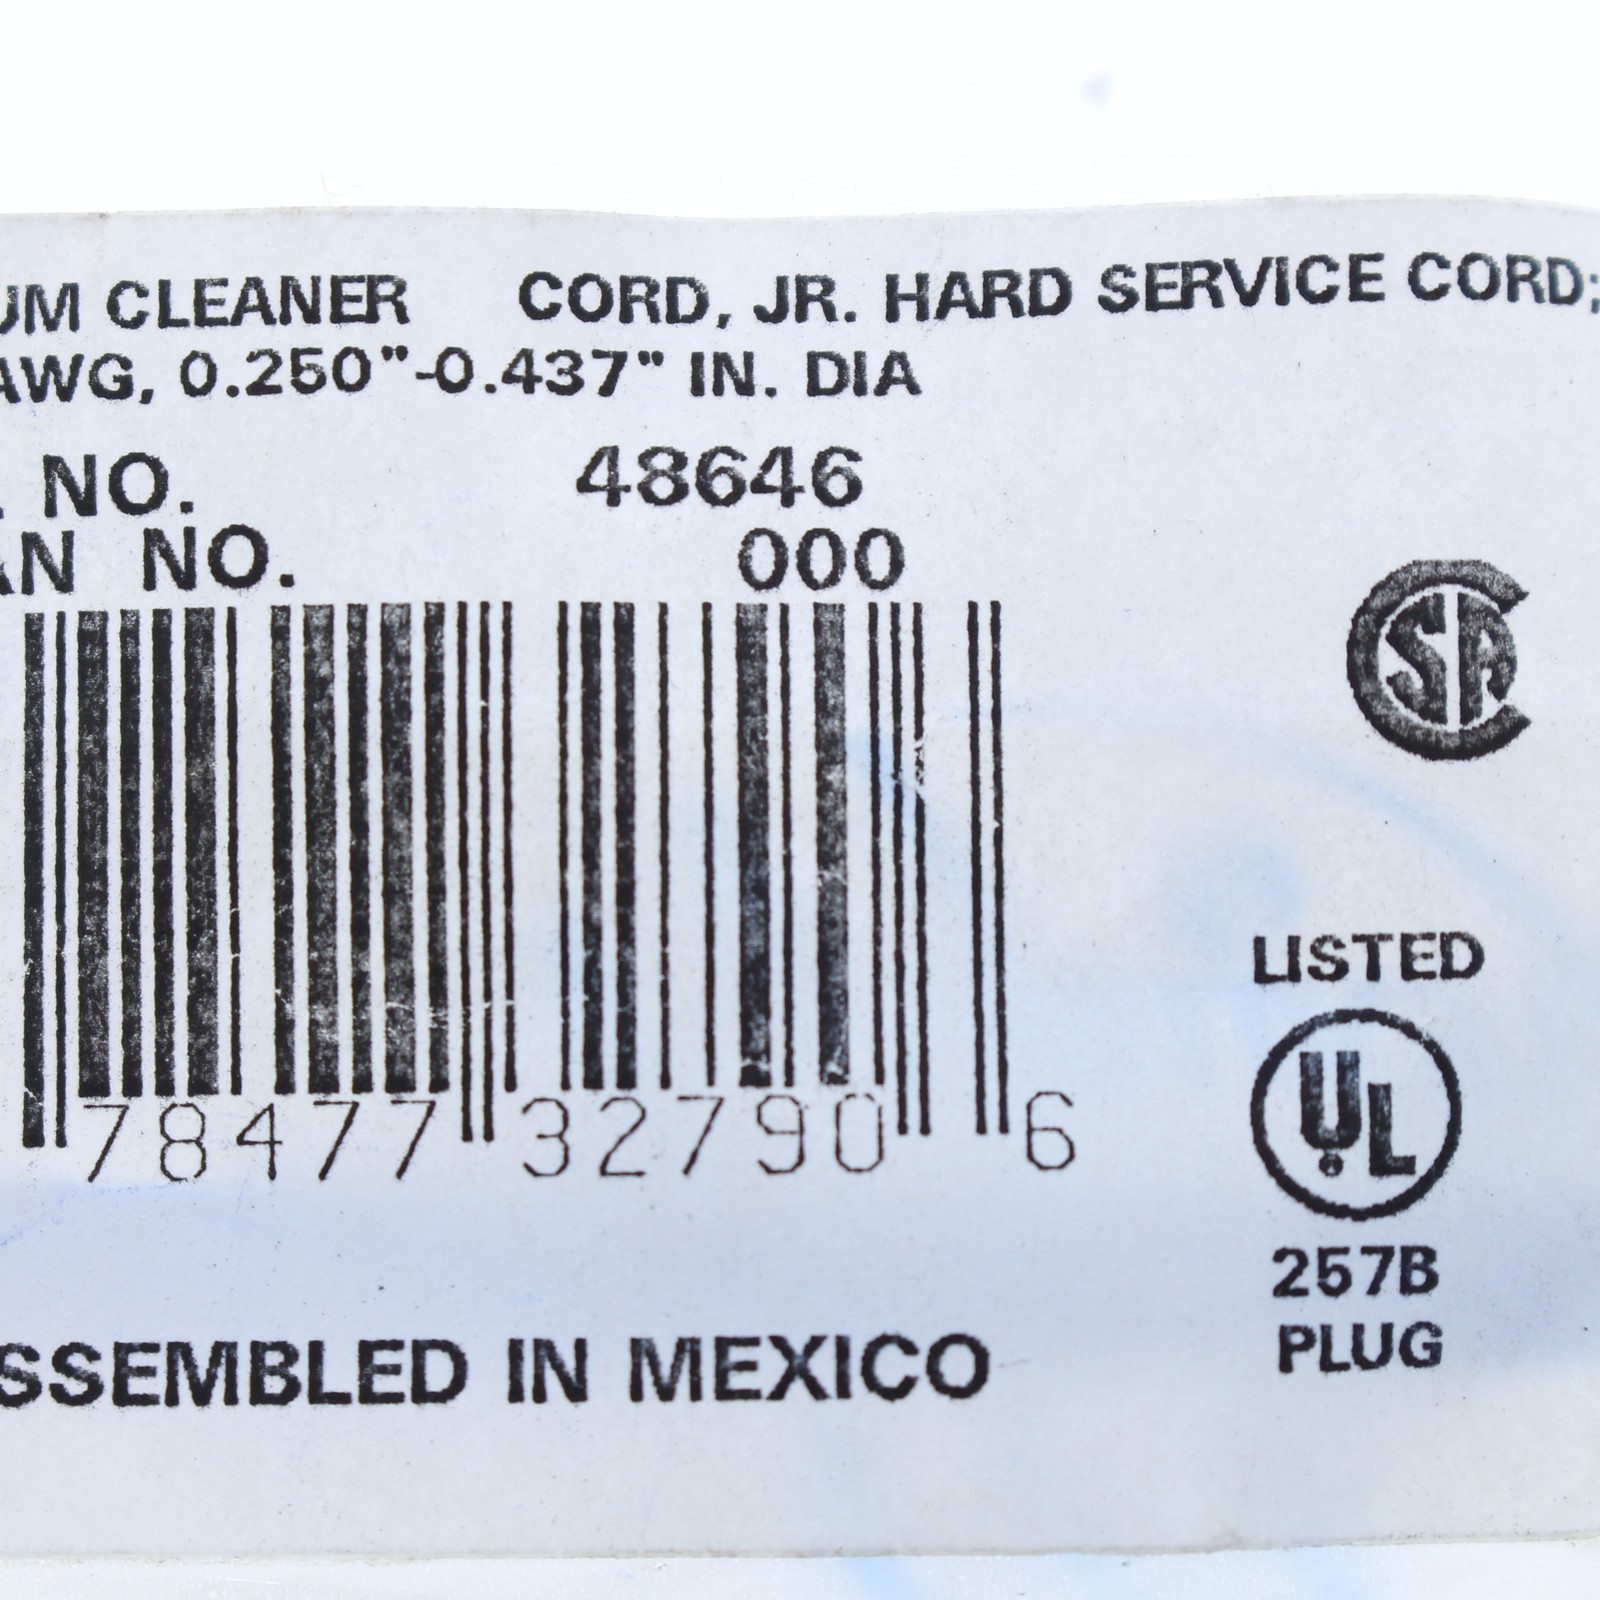 UM CLEANER CORD, JR. HARD SERVICE CORD;
AWG, 0.250"-0.437" IN. DIA
. NO. 48646
AN NO. 000
78477 32790 6
SSEMBLED IN MEXICO
CSA
LISTED
UL
257B
PLUG